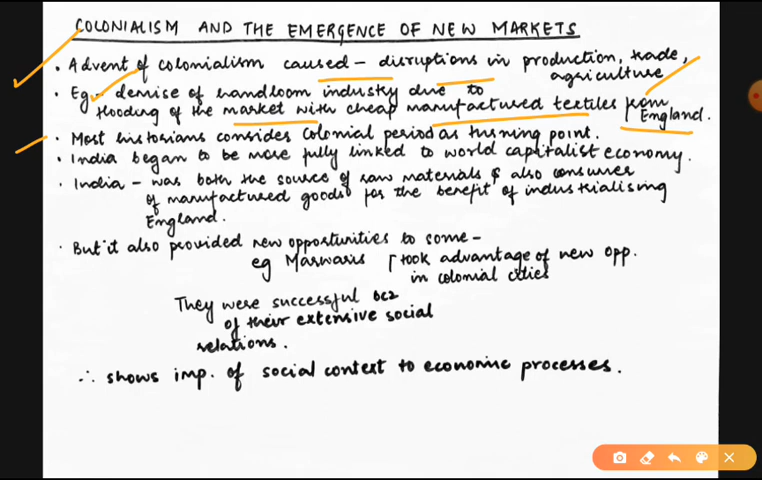 COLONIALISM AND THE EMERGENCE OF NEW MARKETS
· Advent of colonialism caused – disruptions in production, trade,
agriculture
· Eg – demise of handloom industry due to
flooding of the market with cheap manufactured textiles from
England.
· Most historians considers colonial period as turning point.
· India began to be more fully linked to world capitalist economy.
· India – was both the source of raw materials & also consumer
of manufactured goods for the benefit of industrialising
England.
· But it also provided new opportunities to some –
eg Marwaris took advantage of new opp.
in colonial cities
They were successful bcz
of their extensive social
relations.
∴ shows imp. of social context to economic processes.